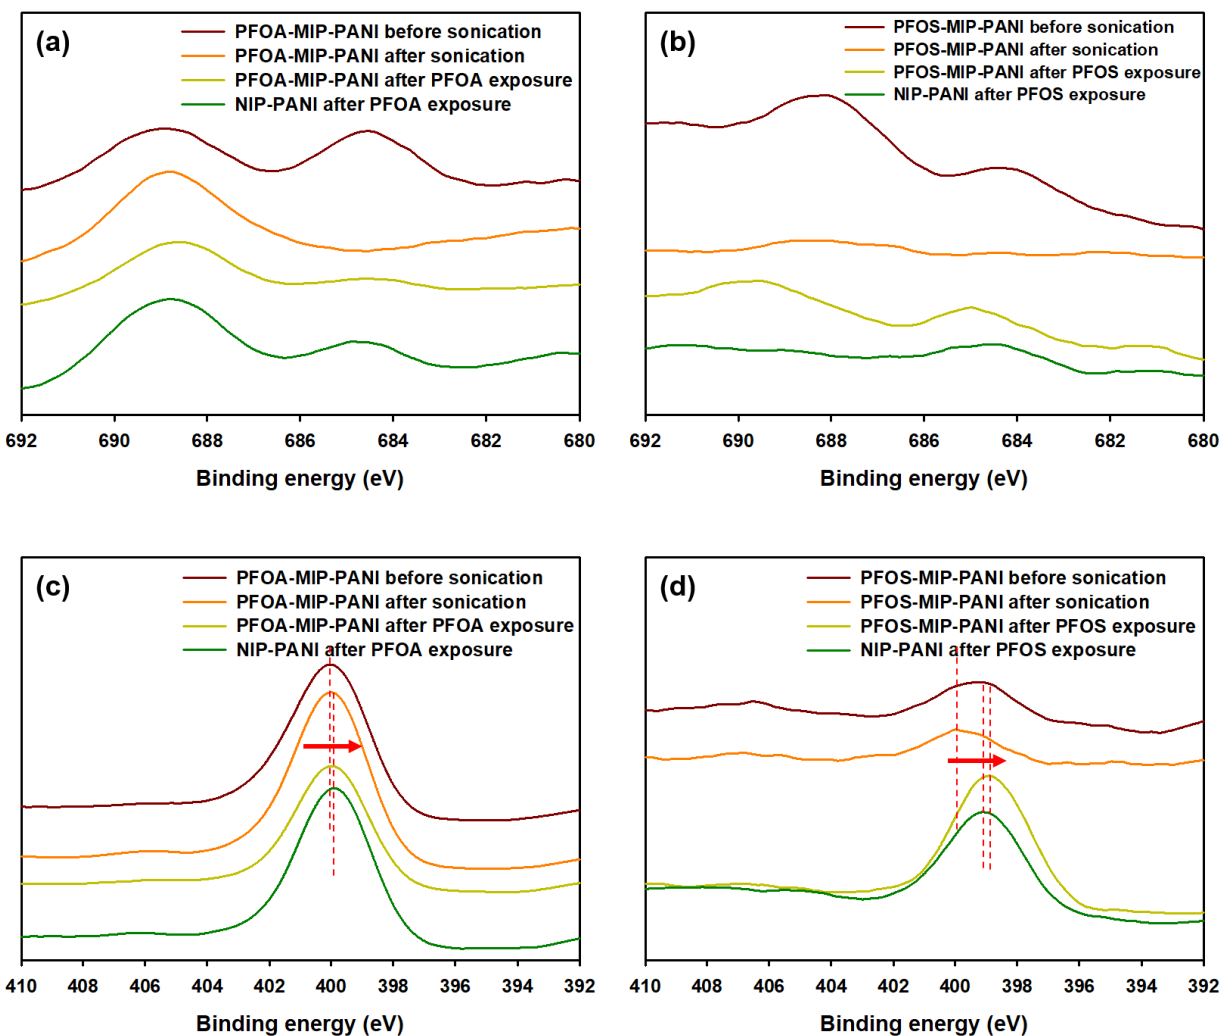 (a)
PFOA-MIP-PANI before sonication
PFOA-MIP-PANI after sonication
PFOA-MIP-PANI after PFOA exposure
NIP-PANI after PFOA exposure
692 690 688 686 684 682 680
Binding energy (eV)
(b)
PFOS-MIP-PANI before sonication
PFOS-MIP-PANI after sonication
PFOS-MIP-PANI after PFOS exposure
NIP-PANI after PFOS exposure
692 690 688 686 684 682 680
Binding energy (eV)
(c)
PFOA-MIP-PANI before sonication
PFOA-MIP-PANI after sonication
PFOA-MIP-PANI after PFOA exposure
NIP-PANI after PFOA exposure
410 408 406 404 402 400 398 396 394 392
Binding energy (eV)
(d)
PFOS-MIP-PANI before sonication
PFOS-MIP-PANI after sonication
PFOS-MIP-PANI after PFOS exposure
NIP-PANI after PFOS exposure
410 408 406 404 402 400 398 396 394 392
Binding energy (eV)